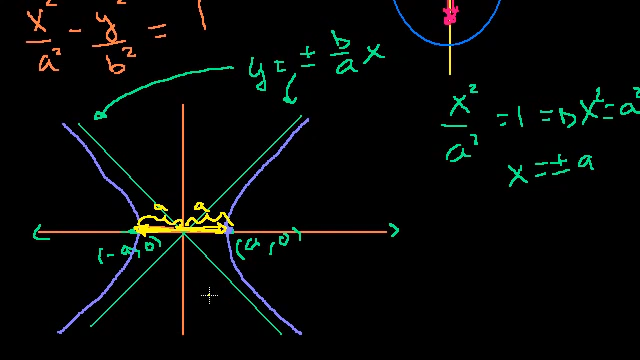 x²/a² - y²/b² = 1
y = ± b/a x
x²/a² = 1 => x² = a²
x = ± a
a a
(-a, 0) (a, 0)